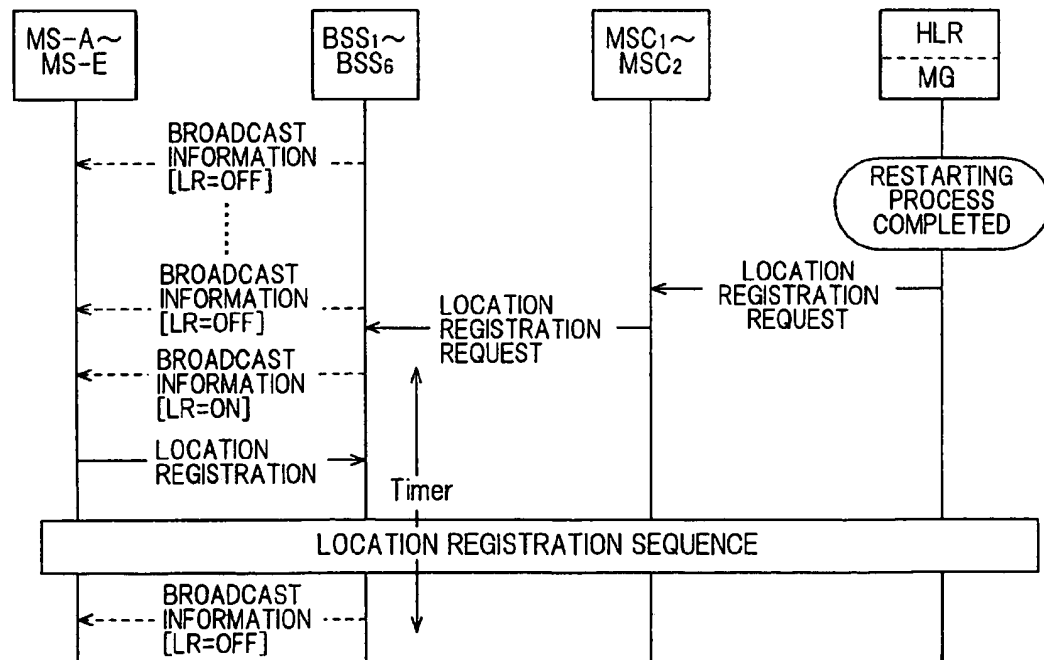 MS-A～
MS-E
BSS₁～
BSS₆
MSC₁～
MSC₂
HLR
MG
BROADCAST
INFORMATION
[LR=OFF]
RESTARTING
PROCESS
COMPLETED
BROADCAST
INFORMATION
[LR=OFF]
LOCATION
REGISTRATION
REQUEST
LOCATION
REGISTRATION
REQUEST
BROADCAST
INFORMATION
[LR=ON]
LOCATION
REGISTRATION
Timer
LOCATION REGISTRATION SEQUENCE
BROADCAST
INFORMATION
[LR=OFF]